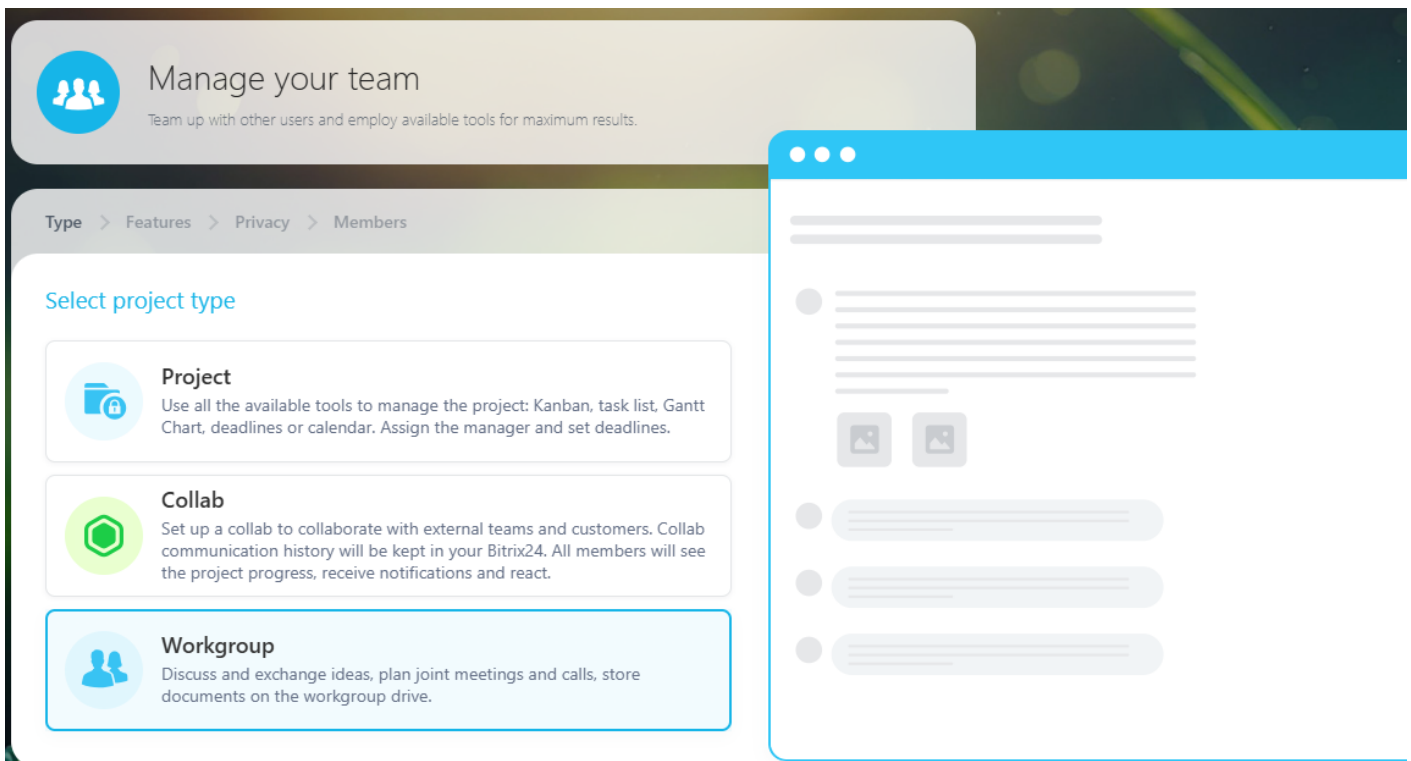 Manage your team
Team up with other users and employ available tools for maximum results.
Type > Features > Privacy > Members
Select project type
Project
Use all the available tools to manage the project: Kanban, task list, Gantt
Chart, deadlines or calendar. Assign the manager and set deadlines.
Collab
Set up a collab to collaborate with external teams and customers. Collab
communication history will be kept in your Bitrix24. All members will see
the project progress, receive notifications and react.
Workgroup
Discuss and exchange ideas, plan joint meetings and calls, store
documents on the workgroup drive.